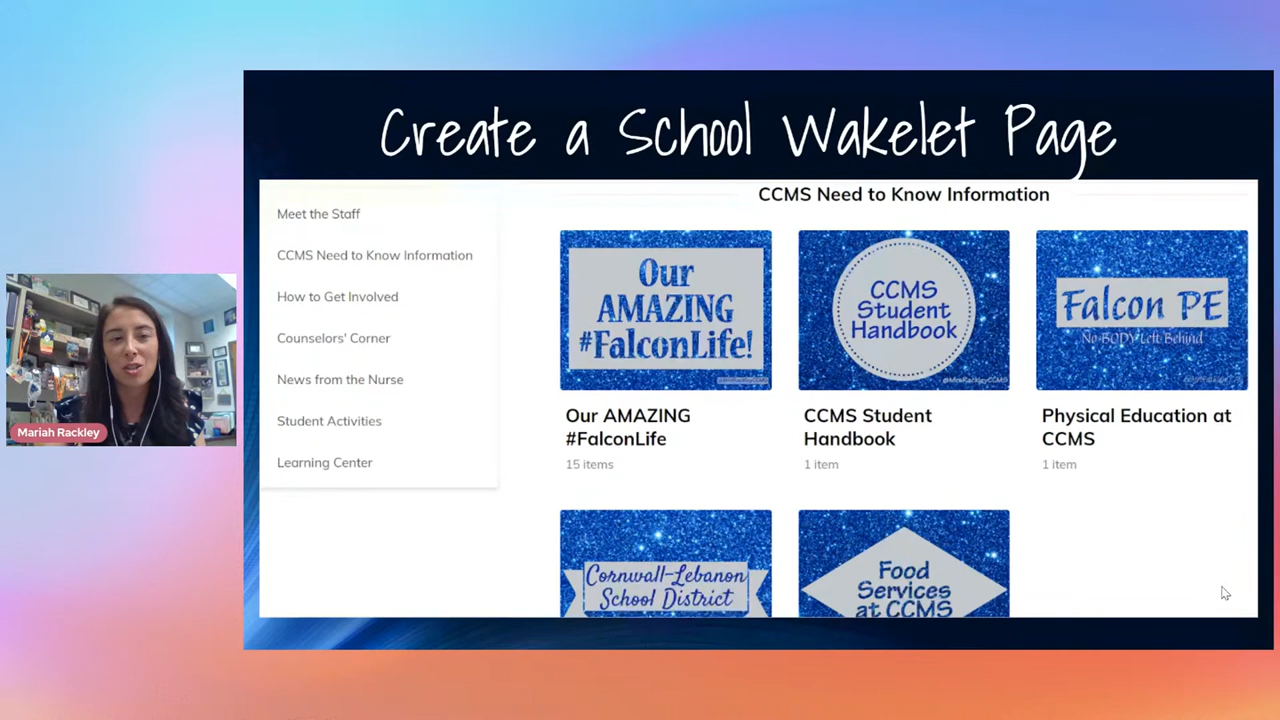 Create a School Wakelet Page
CCMS Need to Know Information
Meet the Staff
CCMS Need to Know Information
How to Get Involved
Counselors' Corner
News from the Nurse
Student Activities
Learning Center
Our
AMAZING
#FalconLife!
CCMS
Student
Handbook
@MrsRackleyCCMS
Falcon PE
No BODY Left Behind
Our AMAZING
#FalconLife
15 items
CCMS Student
Handbook
1 item
Physical Education at
CCMS
1 item
Cornwall-Lebanon
School District
Food
Services
at CCMS
Mariah Rackley